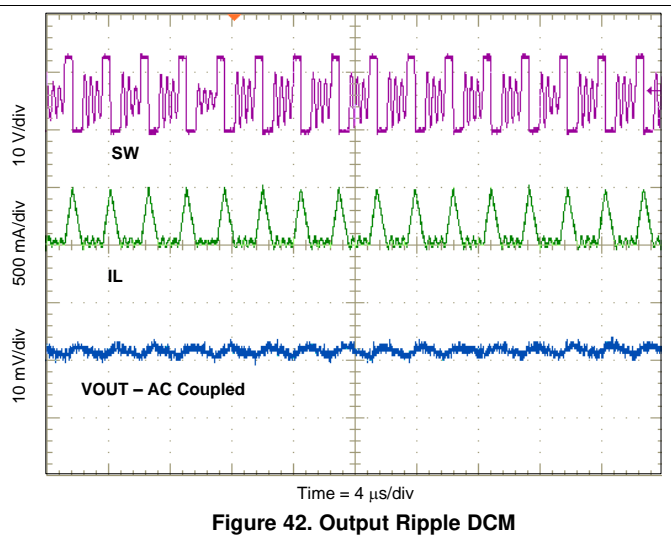 10 V/div
SW
500 mA/div
IL
10 mV/div
VOUT – AC Coupled
Time = 4 µs/div
Figure 42. Output Ripple DCM